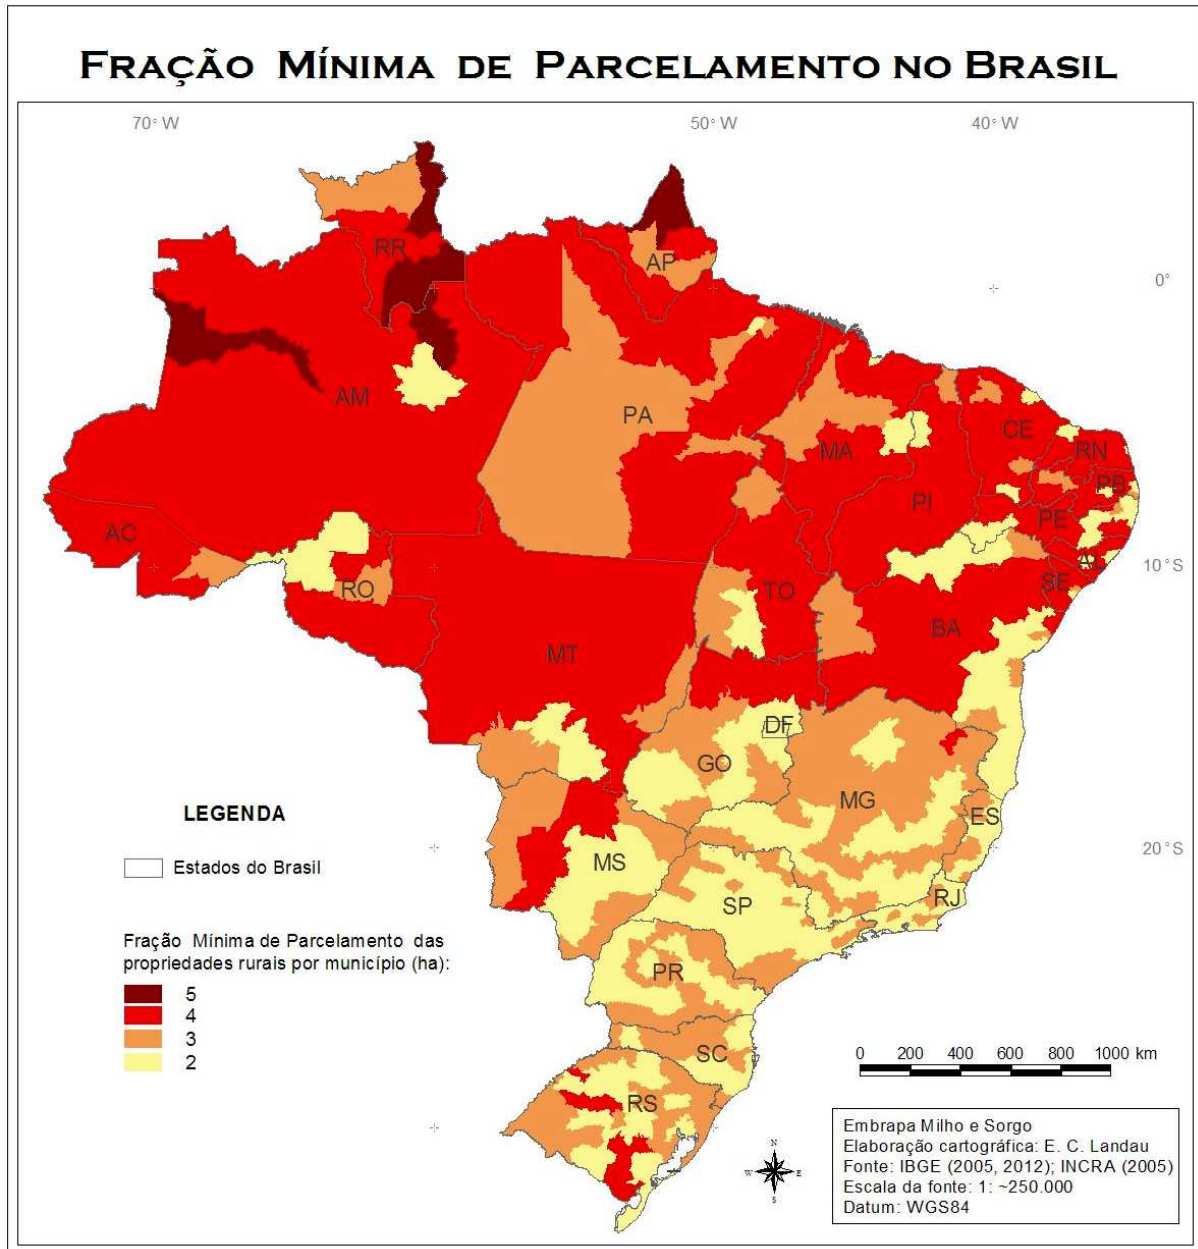 FRAÇÃO MÍNIMA DE PARCELAMENTO NO BRASIL
70° W
50° W
40° W
RR
AP
0°
AM
PA
MA
CE
RN
PB
PI
PE
AC
AL
10° S
RO
TO
SE
BA
MT
DF
GO
MG
ES
LEGENDA
20° S
Estados do Brasil
MS
SP
RJ
Fração Mínima de Parcelamento das
propriedades rurais por município (ha):
PR
5
4
3
2
SC
0 200 400 600 800 1000 km
RS
Embrapa Milho e Sorgo
Elaboração cartográfica: E. C. Landau
Fonte: IBGE (2005, 2012); INCRA (2005)
Escala da fonte: 1: ~250.000
Datum: WGS84
N
W E
S